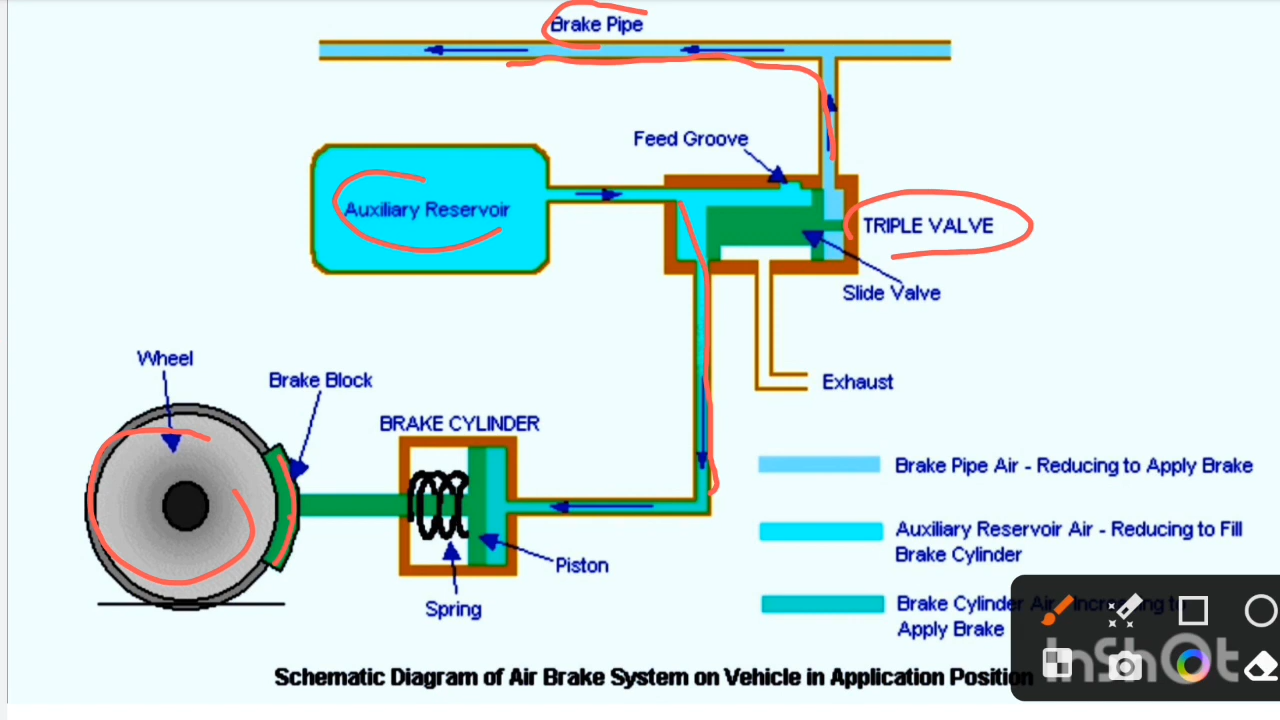 Brake Pipe
Feed Groove
Auxiliary Reservoir
TRIPLE VALVE
Slide Valve
Wheel
Exhaust
Brake Block
BRAKE CYLINDER
Brake Pipe Air - Reducing to Apply Brake
Auxiliary Reservoir Air - Reducing to Fill
Brake Cylinder
Piston
Spring
Brake Cylinder Air - Increasing to
Apply Brake
InShOt
Schematic Diagram of Air Brake System on Vehicle in Application Position